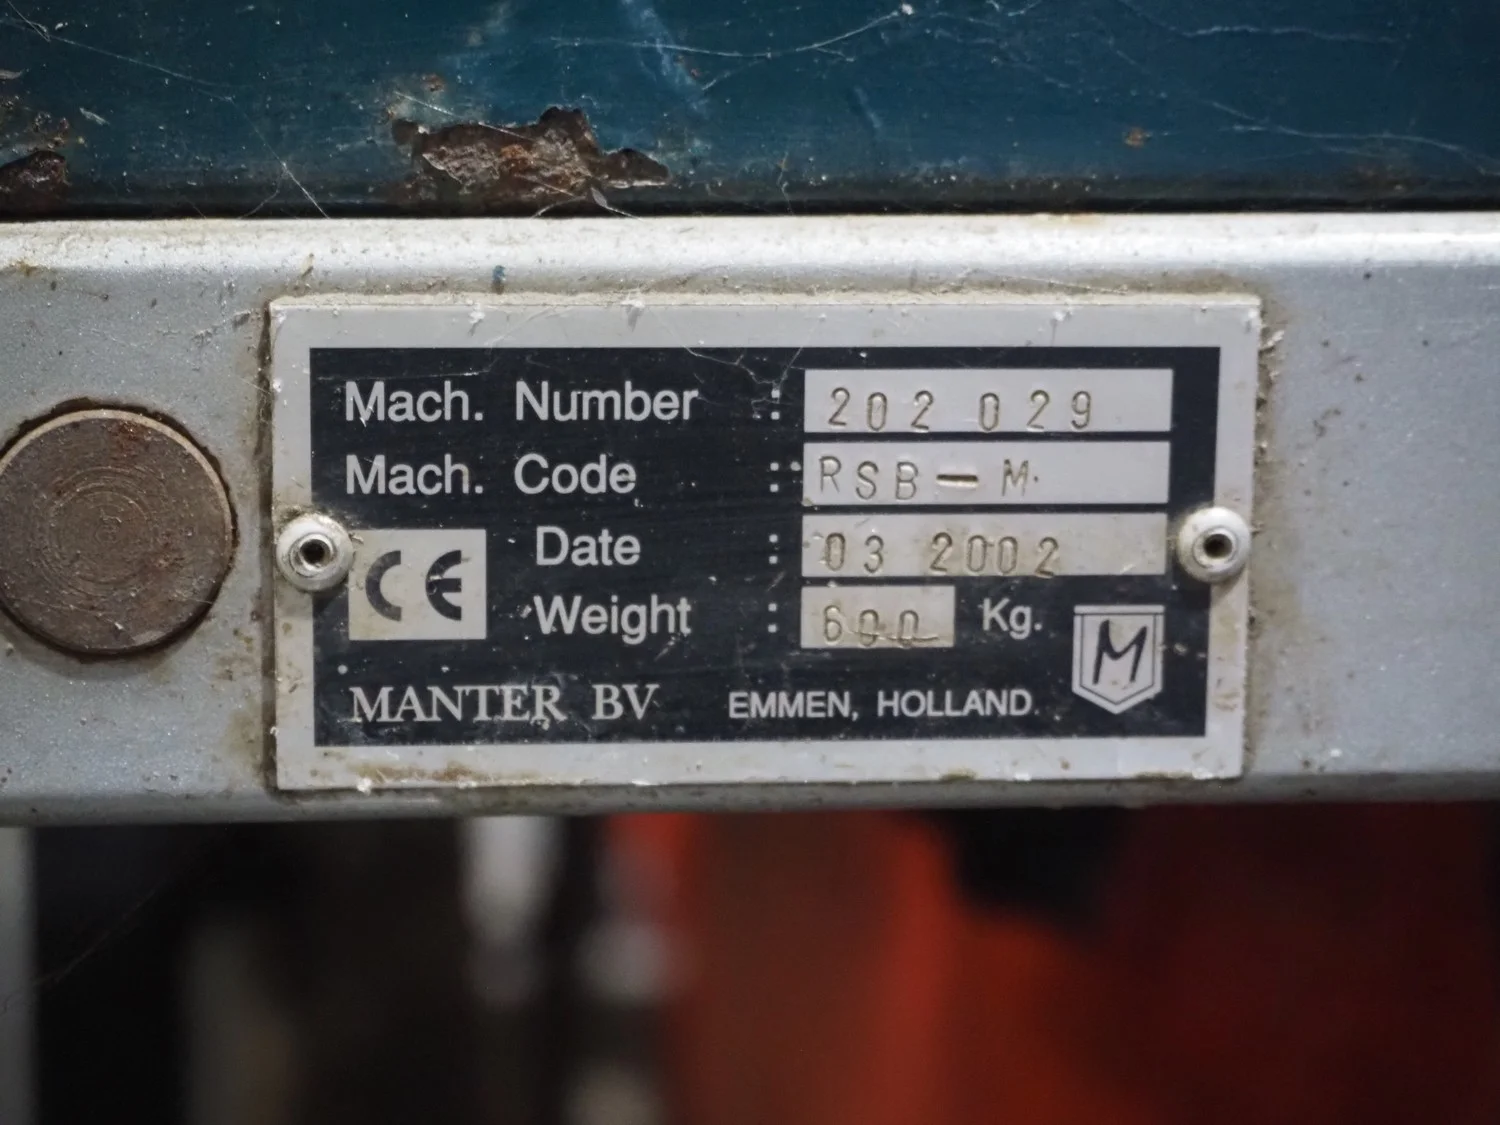 Mach. Number : 202 029
Mach. Code : RSB-M
CE Date : 03 2002
Weight : 600 Kg.
M
MANTER BV EMMEN, HOLLAND.